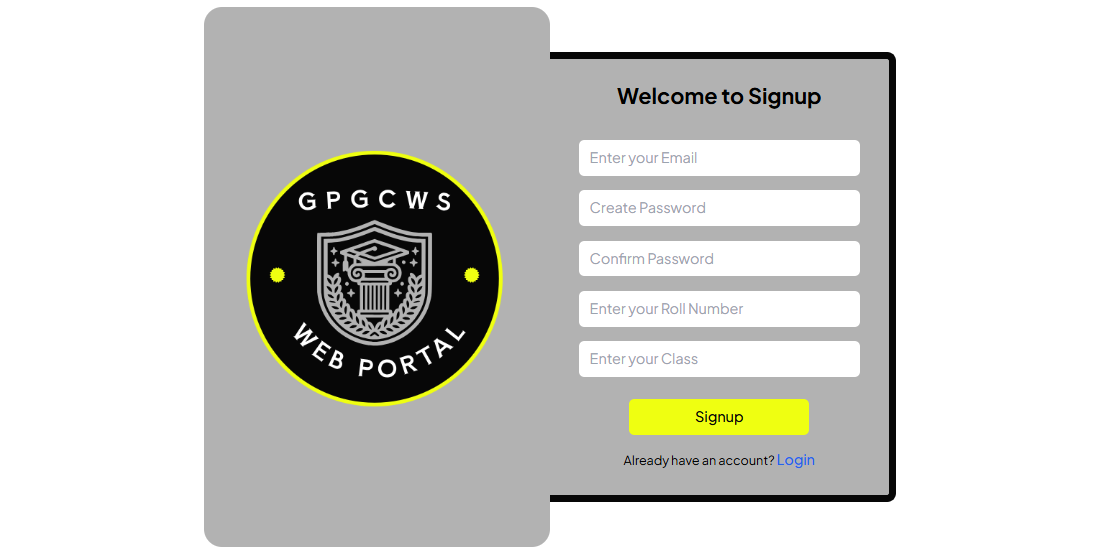 GPGCWS
WEB PORTAL
Welcome to Signup
Enter your Email
Create Password
Confirm Password
Enter your Roll Number
Enter your Class
Signup
Already have an account? Login